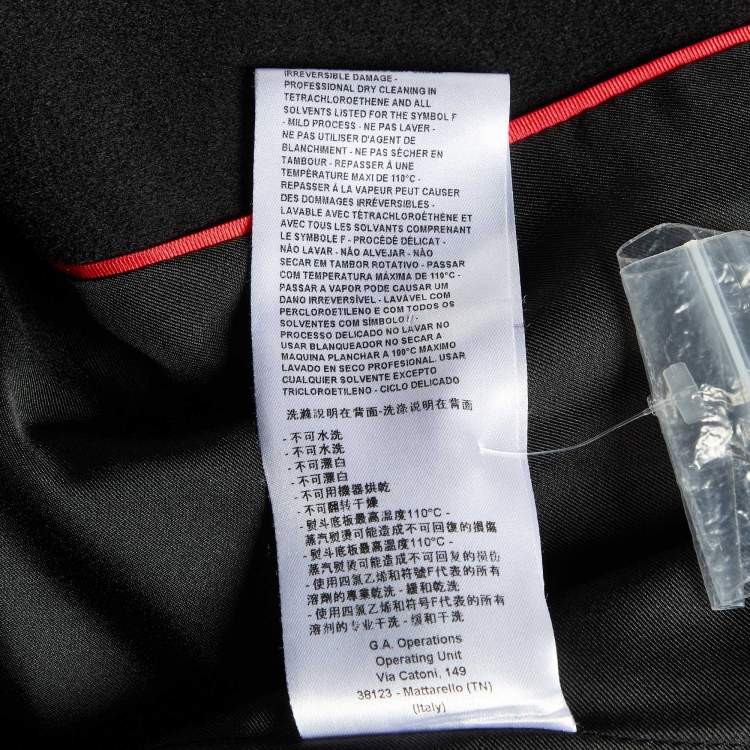 IRREVERSIBLE DAMAGE -
PROFESSIONAL DRY CLEANING IN
TETRACHLOROETHENE AND ALL
SOLVENTS LISTED FOR THE SYMBOL F
- MILD PROCESS - NE PAS LAVER -
NE PAS UTILISER D'AGENT DE
BLANCHIMENT - NE PAS SÉCHER EN
TAMBOUR - REPASSER À UNE
TEMPÉRATURE MAXI DE 110°C -
REPASSER À LA VAPEUR PEUT CAUSER
DES DOMMAGES IRRÉVERSIBLES -
LAVABLE AVEC TÉTRACHLOROÉTHÈNE ET
AVEC TOUS LES SOLVANTS COMPRENANT
LE SYMBOLE F - PROCÉDÉ DÉLICAT -
NÃO LAVAR - NÃO ALVEJAR - NÃO
SECAR EM TAMBOR ROTATIVO - PASSAR
COM TEMPERATURA MÁXIMA DE 110°C -
PASSAR A VAPOR PODE CAUSAR UM
DANO IRREVERSÍVEL - LAVÁVEL COM
PERCLOROETILENO E COM TODOS OS
SOLVENTES COM SÍMBOLO
PROCESSO DELICADO NO LAVAR NO
USAR BLANQUEADOR NO SECAR A
MAQUINA PLANCHAR A 100°C MAXIMO
LAVADO EN SECO PROFESIONAL. USAR
CUALQUIER SOLVENTE EXCEPTO
TRICLOROETILENO - CICLO DELICADO
洗滌說明在背面-洗涤说明在背面
- 不可水洗
- 不可水洗
- 不可漂白
- 不可漂白
- 不可用機器烘乾
- 不可翻转干燥
- 熨斗底板最高溫度110°C -
蒸汽熨燙可能造成不可回復的損傷
- 熨斗底板最高温度110°C -
蒸汽熨烫可能造成不可回复的损伤
- 使用四氯乙烯和符號F代表的所有
溶劑的專業乾洗 - 緩和乾洗
- 使用四氯乙烯和符号F代表的所有
溶剂的专业干洗 - 缓和干洗
G.A. Operations
Operating Unit
Via Catoni, 149
38123 - Mattarello (TN)
(Italy)